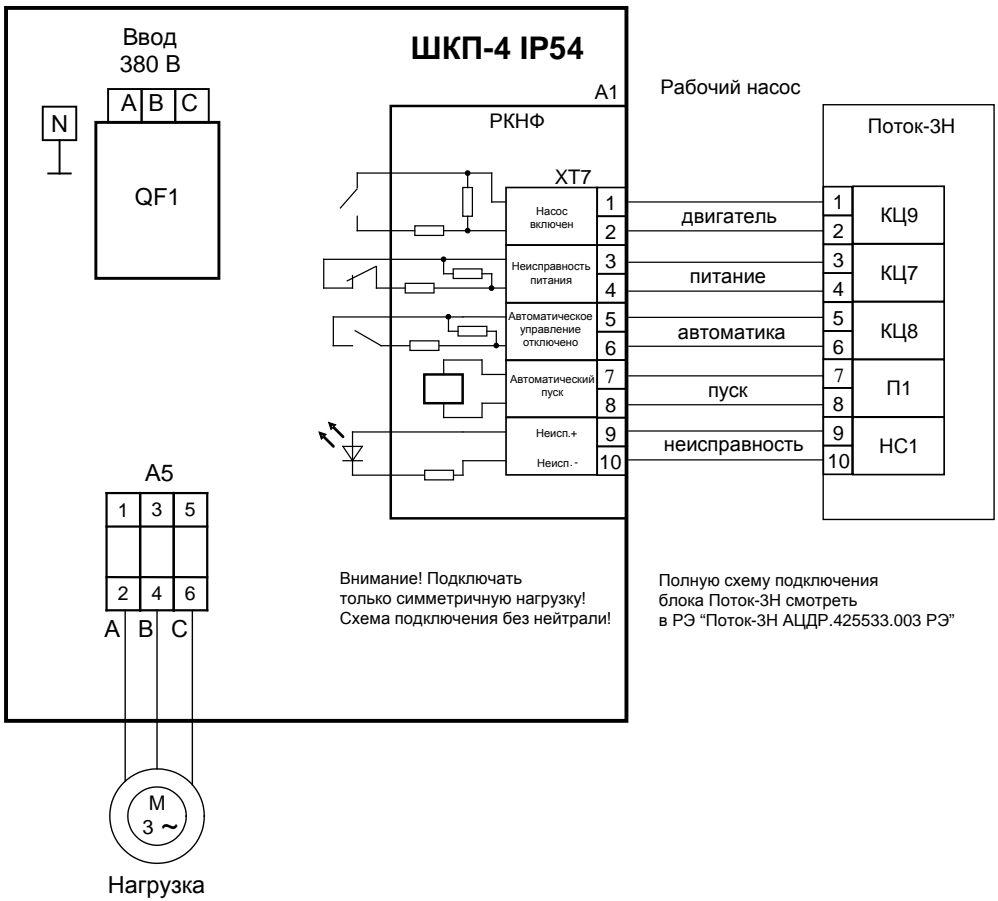 Ввод
380 В
ШКП-4 IP54
A B C
N
QF1
A1
Рабочий насос
РКНФ
Поток-3Н
XT7
Насос
включен
1
2
двигатель
1
2
КЦ9
Неисправность
питания
3
4
питание
3
4
КЦ7
Автоматическое
управление
отключено
5
6
автоматика
5
6
КЦ8
Автоматический
пуск
7
8
пуск
7
8
П1
Неисп.+
Неисп.-
9
10
неисправность
9
10
НС1
A5
1 3 5
2 4 6
A B C
Внимание! Подключать
только симметричную нагрузку!
Схема подключения без нейтрали!
Полную схему подключения
блока Поток-3Н смотреть
в РЭ “Поток-3Н АЦДР.425533.003 РЭ”
М
3 ~
Нагрузка